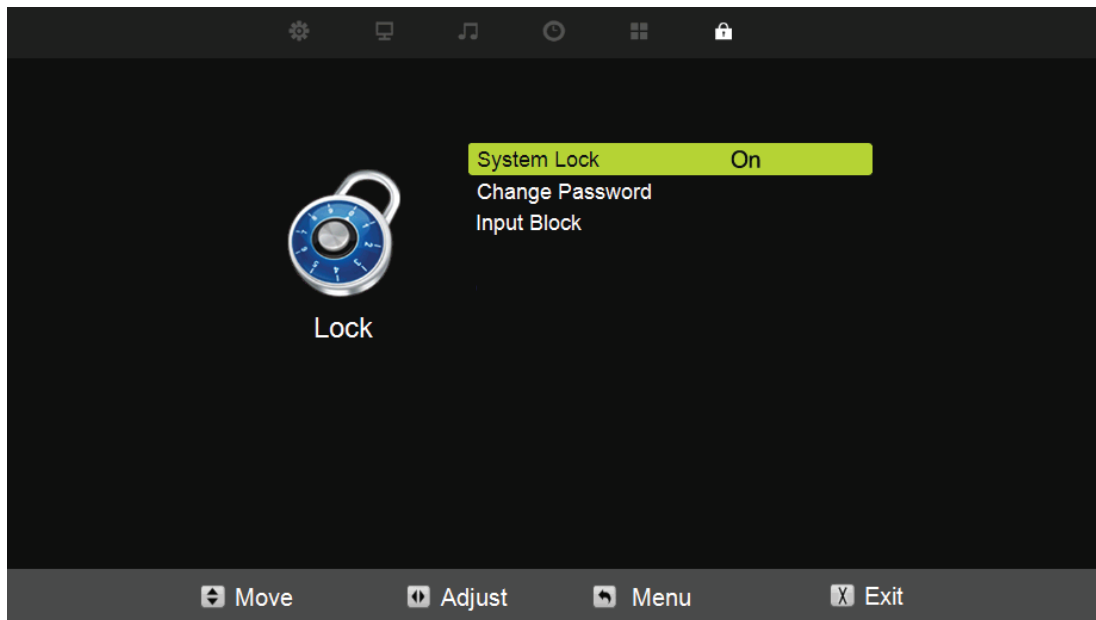 System Lock On
Change Password
Input Block
Lock
Move Adjust Menu X Exit